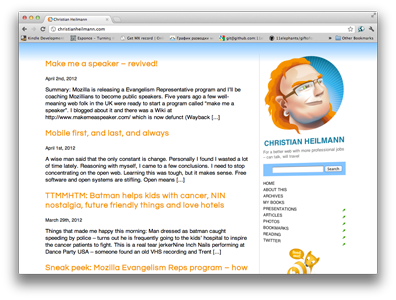 Christian Heilmann
christianheilmann.com
Kindle Developmen
git@github.com
11elephants/gfthub
Other Bookmarks
Make me a speaker – revived!
April 2nd, 2012
Summary: Mozilla is releasing a Evangelism Representative program and I'll be
coaching Mozillians to become public speakers. Five years ago a few well-
meaning web folk in the UK were ready to start a program called "make me a
speaker". I blogged about it and there was a Wiki at
http://www.makemeaspeaker.com/ which is now defunct (Wayback [...]
Mobile first, and last, and always
April 1st, 2012
A wise man said that the only constant is change. Personally I found I wasted a lot
of time lately. Reasoning with myself, I came to a few conclusions. I need to stop
concentrating on the open web. Learning this was tough, but it makes sense. Free
software and open systems are stifling. Open means [...]
TTMMHTM: Batman helps kids with cancer, NIN
nostalgia, future friendly things and love hotels
March 29th, 2012
Things that made me happy this morning: Man dressed as batman caught
speeding by police – turns out he is frequently going to the kids' hospital to inspire
the cancer patients to fight. This is a real tear jerkerNine Inch Nails performing at
Dance Party USA – someone found an old VHS recording and Trent [...]
Sneak peek: Mozilla Evangelism Reps program – how
CHRISTIAN HEILMANN
For a better web with more professional jobs
– can talk, will travel
Search
HOME
ABOUT THIS
ARCHIVES
MY BOOKS
PRESENTATIONS
ARTICLES
PHOTOS
BOOKMARKS
READING
TWITTER